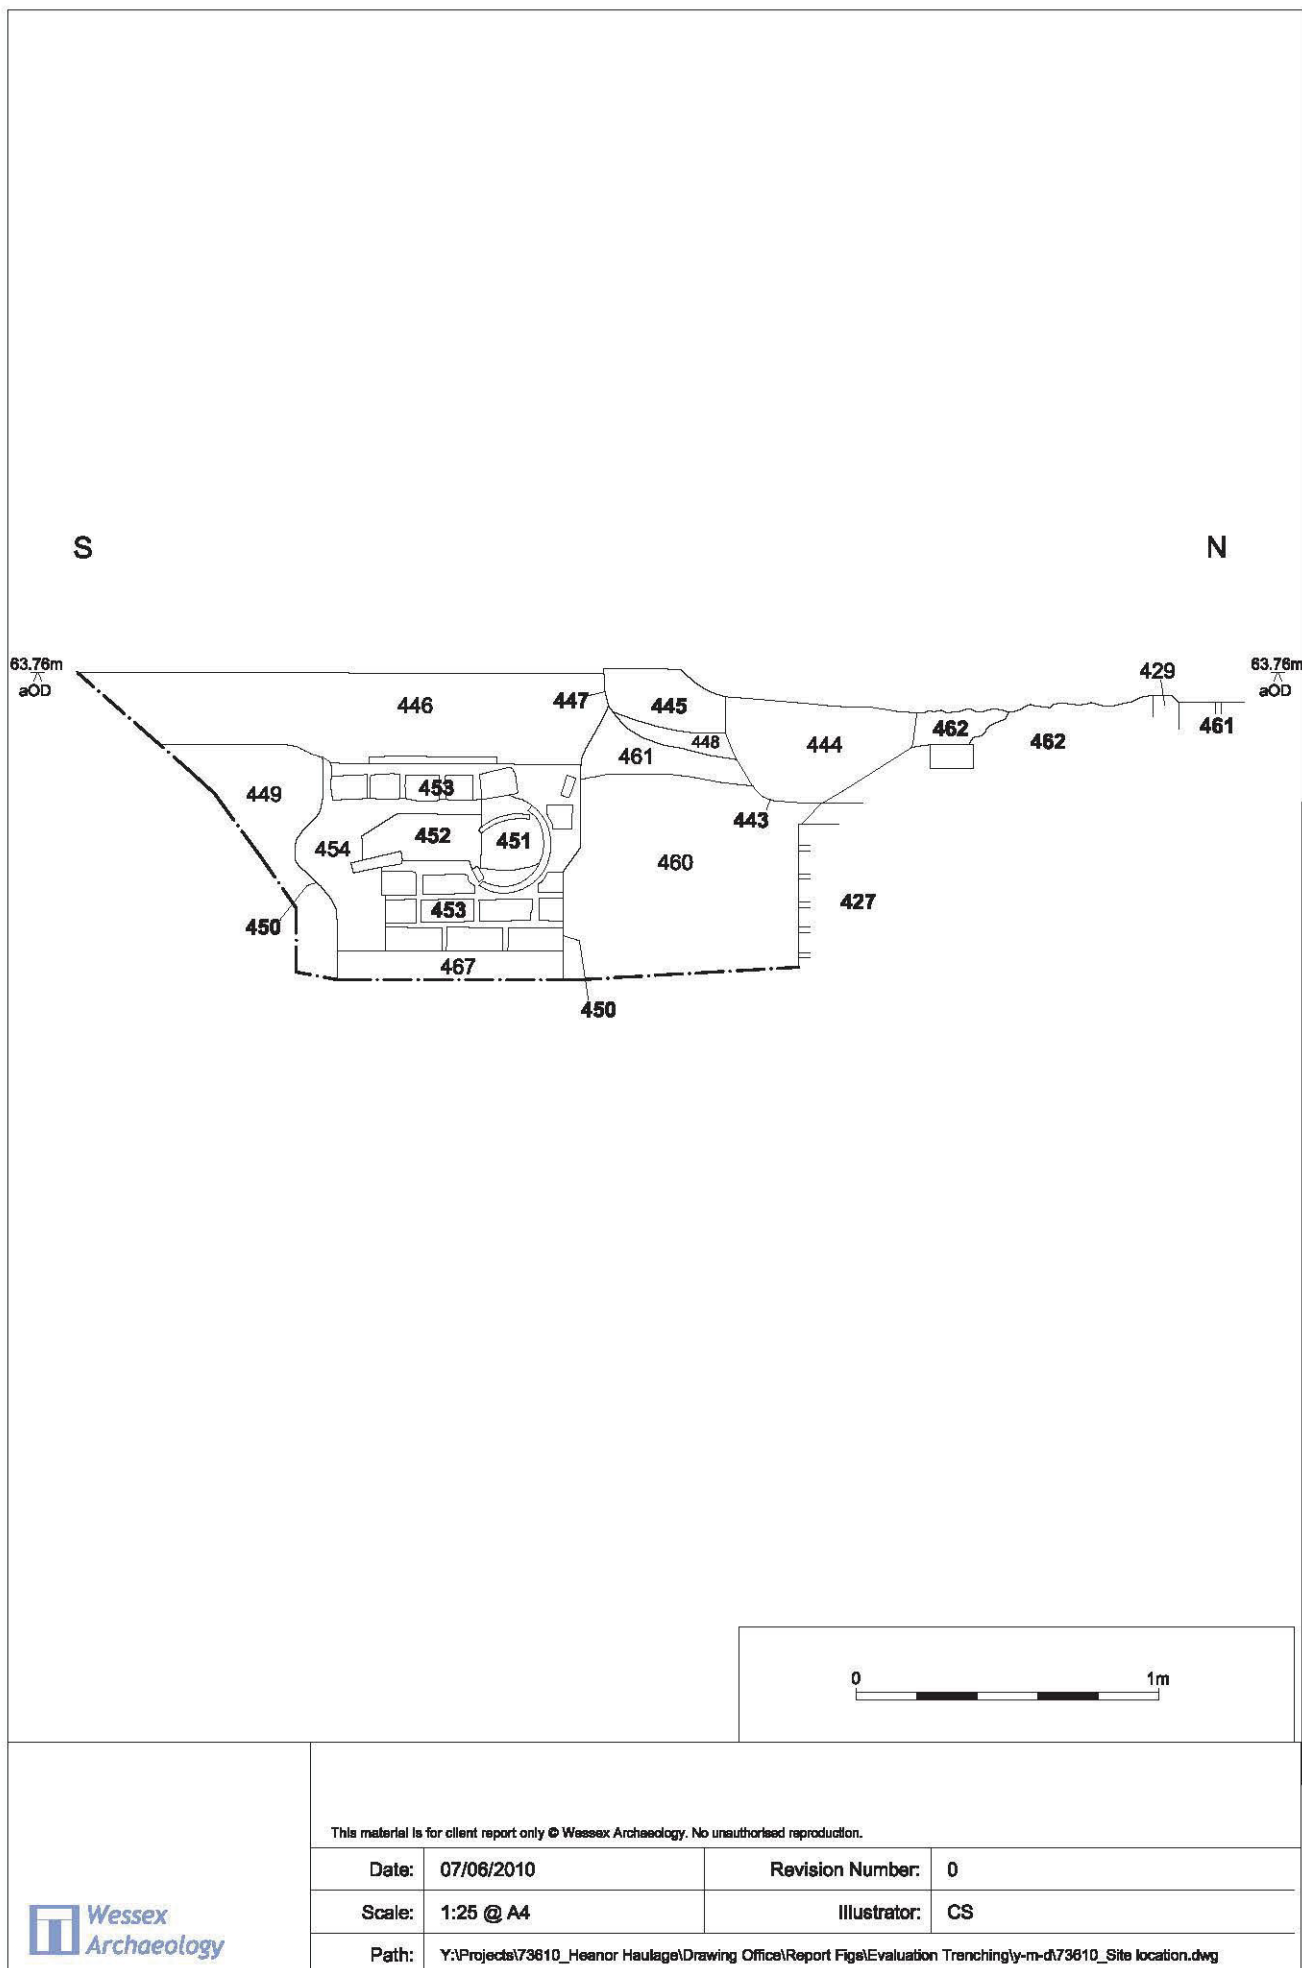 S N
63.76m 63.76m
aOD aOD
429
446 447 445
462 461
448 444 462
461
449 453
443
452 451
454 460
453 427
450
467
450
0 1m
This material is for client report only © Wessex Archaeology. No unauthorised reproduction.
Date: 07/06/2010 Revision Number: 0
Scale: 1:25 @ A4 Illustrator: CS
Wessex
Archaeology
Path: Y:\Projects\73610_Heanor Haulage\Drawing Office\Report Figs\Evaluation Trenching\y-m-d\73610_Site location.dwg